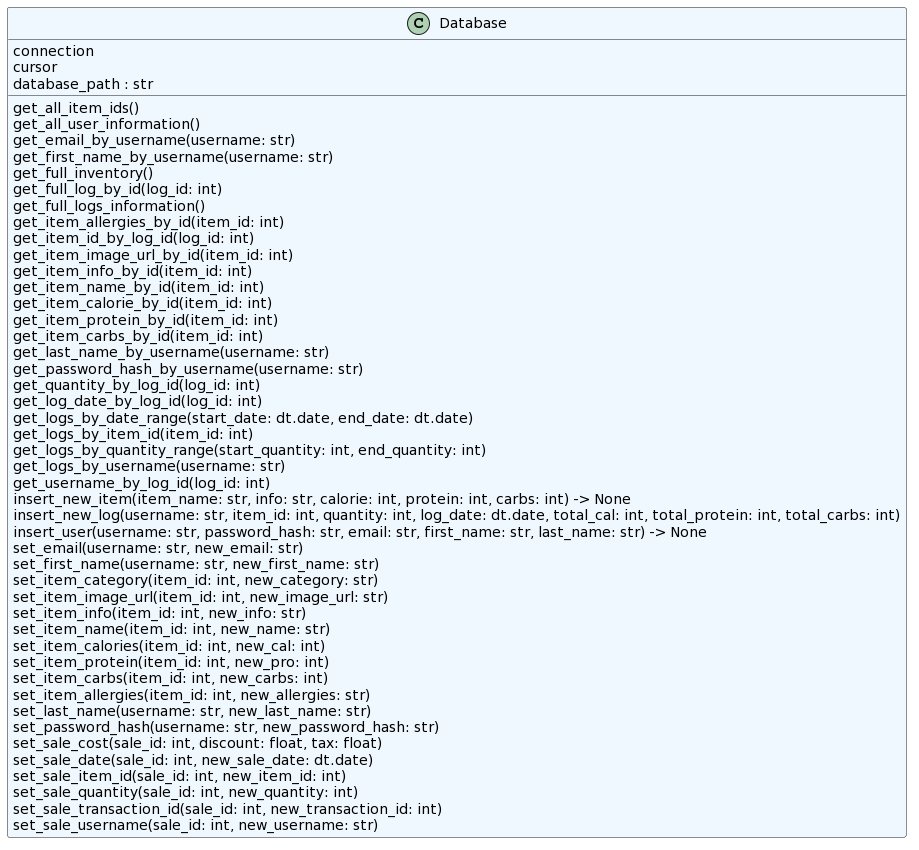 C Database
connection
cursor
database_path : str
get_all_item_ids()
get_all_user_information()
get_email_by_username(username: str)
get_first_name_by_username(username: str)
get_full_inventory()
get_full_log_by_id(log_id: int)
get_full_logs_information()
get_item_allergies_by_id(item_id: int)
get_item_id_by_log_id(log_id: int)
get_item_image_url_by_id(item_id: int)
get_item_info_by_id(item_id: int)
get_item_name_by_id(item_id: int)
get_item_calorie_by_id(item_id: int)
get_item_protein_by_id(item_id: int)
get_item_carbs_by_id(item_id: int)
get_last_name_by_username(username: str)
get_password_hash_by_username(username: str)
get_quantity_by_log_id(log_id: int)
get_log_date_by_log_id(log_id: int)
get_logs_by_date_range(start_date: dt.date, end_date: dt.date)
get_logs_by_item_id(item_id: int)
get_logs_by_quantity_range(start_quantity: int, end_quantity: int)
get_logs_by_username(username: str)
get_username_by_log_id(log_id: int)
insert_new_item(item_name: str, info: str, calorie: int, protein: int, carbs: int) -> None
insert_new_log(username: str, item_id: int, quantity: int, log_date: dt.date, total_cal: int, total_protein: int, total_carbs: int)
insert_user(username: str, password_hash: str, email: str, first_name: str, last_name: str) -> None
set_email(username: str, new_email: str)
set_first_name(username: str, new_first_name: str)
set_item_category(item_id: int, new_category: str)
set_item_image_url(item_id: int, new_image_url: str)
set_item_info(item_id: int, new_info: str)
set_item_name(item_id: int, new_name: str)
set_item_calories(item_id: int, new_cal: int)
set_item_protein(item_id: int, new_pro: int)
set_item_carbs(item_id: int, new_carbs: int)
set_item_allergies(item_id: int, new_allergies: str)
set_last_name(username: str, new_last_name: str)
set_password_hash(username: str, new_password_hash: str)
set_sale_cost(sale_id: int, discount: float, tax: float)
set_sale_date(sale_id: int, new_sale_date: dt.date)
set_sale_item_id(sale_id: int, new_item_id: int)
set_sale_quantity(sale_id: int, new_quantity: int)
set_sale_transaction_id(sale_id: int, new_transaction_id: int)
set_sale_username(sale_id: int, new_username: str)